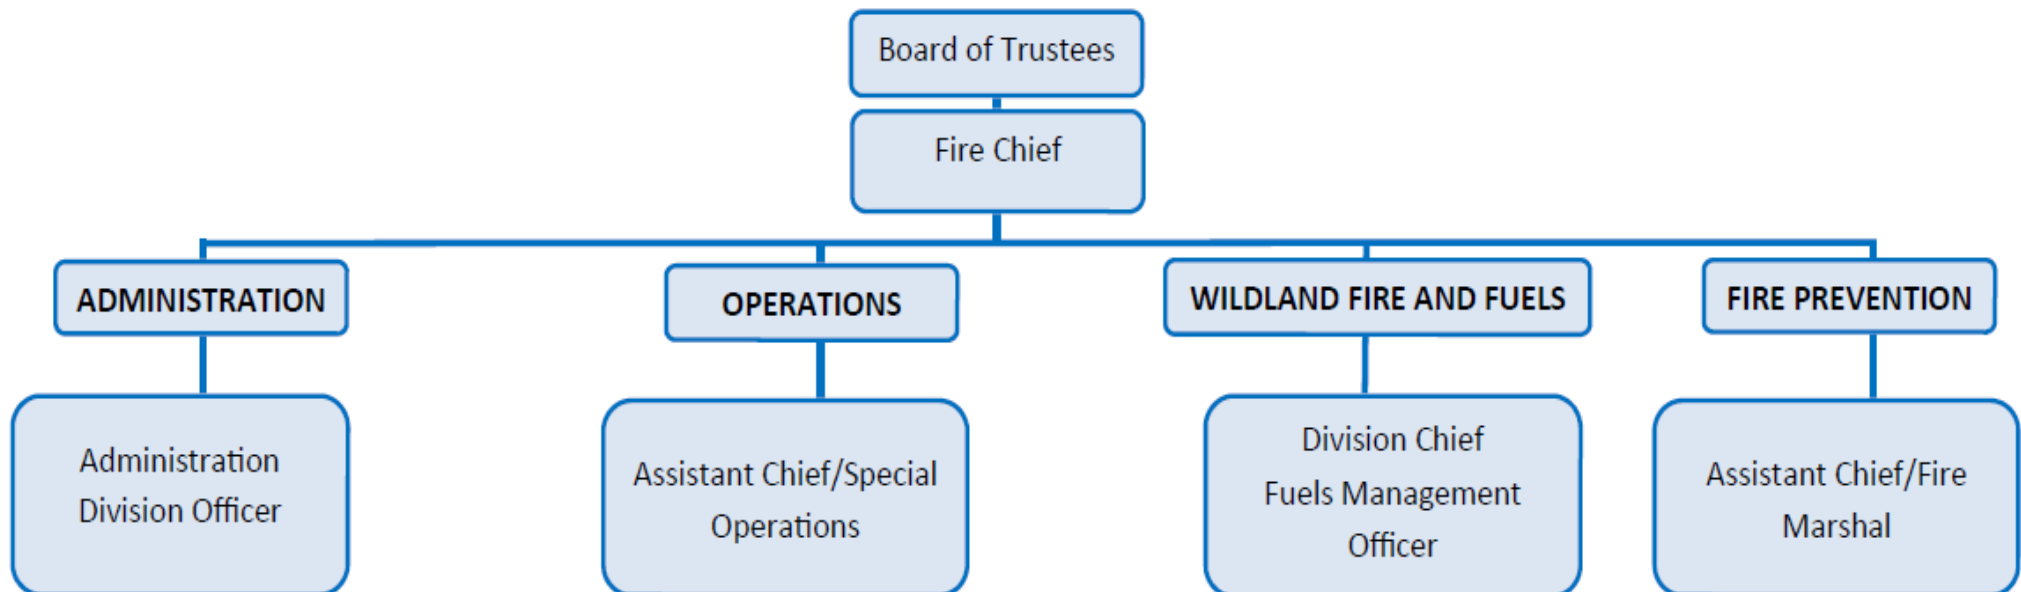 Board of Trustees
Fire Chief
ADMINISTRATION
OPERATIONS
WILDLAND FIRE AND FUELS
FIRE PREVENTION
Administration
Division Officer
Assistant Chief/Special
Operations
Division Chief
Fuels Management
Officer
Assistant Chief/Fire
Marshal